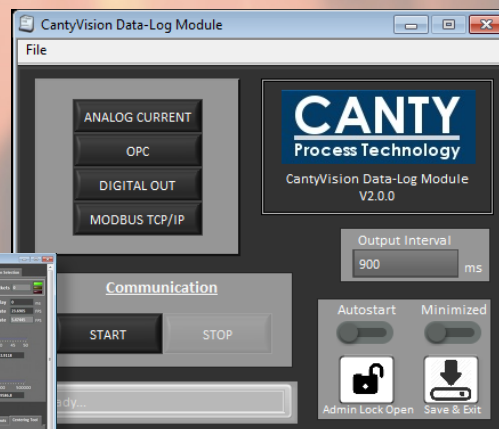 CantyVision Data-Log Module
File
ANALOG CURRENT
OPC
DIGITAL OUT
MODBUS TCP/IP
CANTY
Process Technology
CantyVision Data-Log Module
V2.0.0
Output Interval
900 ms
Communication
START STOP
Autostart Minimized
Admin Lock Open Save & Exit